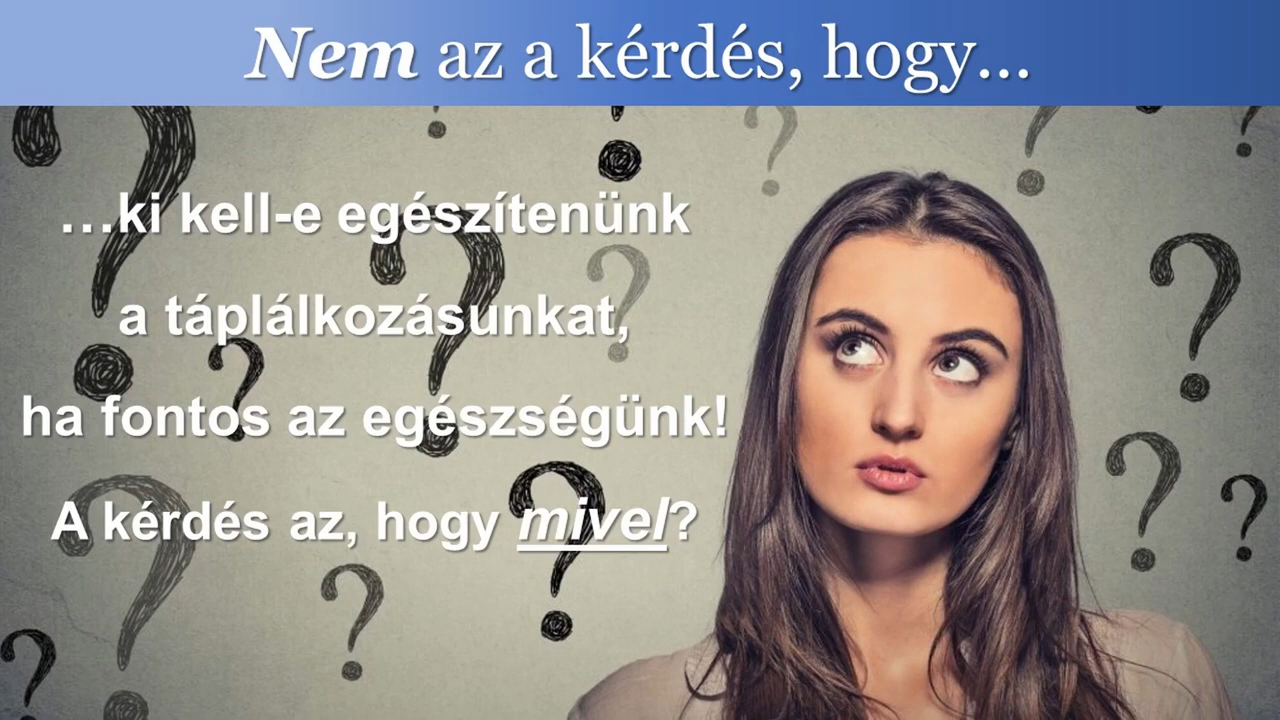 Nem az a kérdés, hogy...
...ki kell-e egészítenünk
a táplálkozásunkat,
ha fontos az egészségünk!
A kérdés az, hogy mivel?